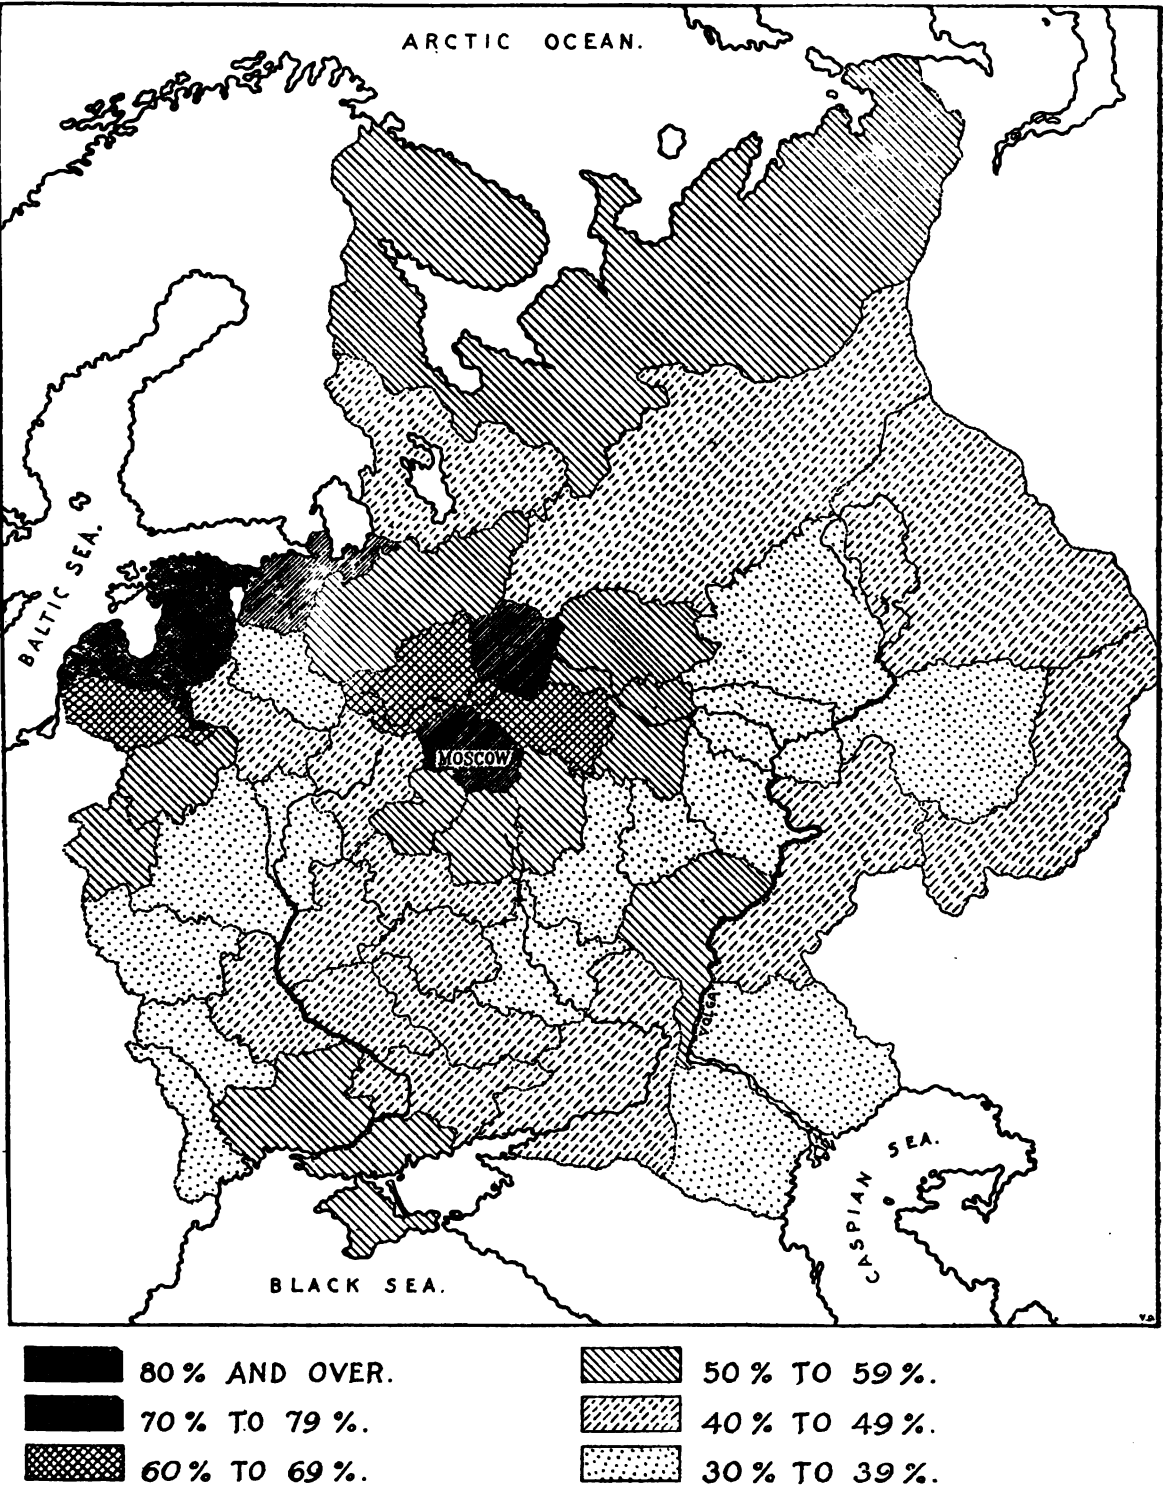 ARCTIC OCEAN.
BALTIC SEA.
MOSCOW
VOLGA
CASPIAN SEA.
BLACK SEA.
80% AND OVER.
70% TO 79%.
60% TO 69%.
50% TO 59%.
40% TO 49%.
30% TO 39%.